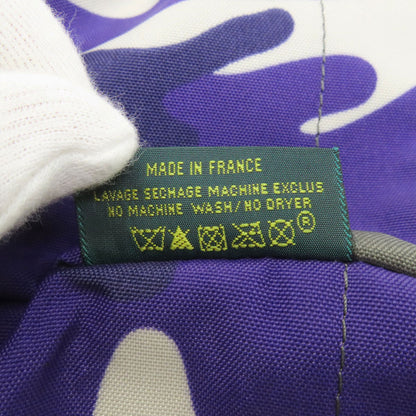 MADE IN FRANCE
LAVAGE SECHAGE MACHINE EXCLUS
NO MACHINE WASH/NO DRYER
®